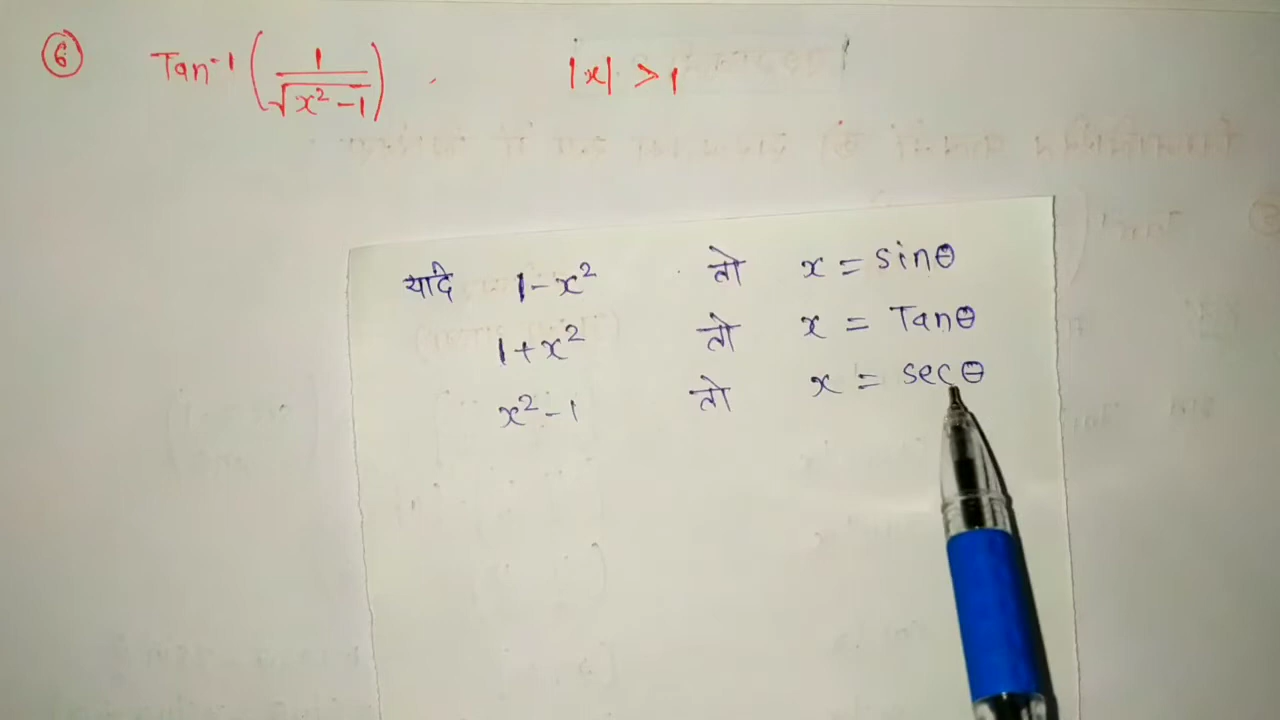 ⑥ Tan⁻¹ (1/√(x²-1)) . |x| > 1
यदि 1-x² तो x = sinθ
1+x² तो x = Tanθ
x²-1 तो x = secθ